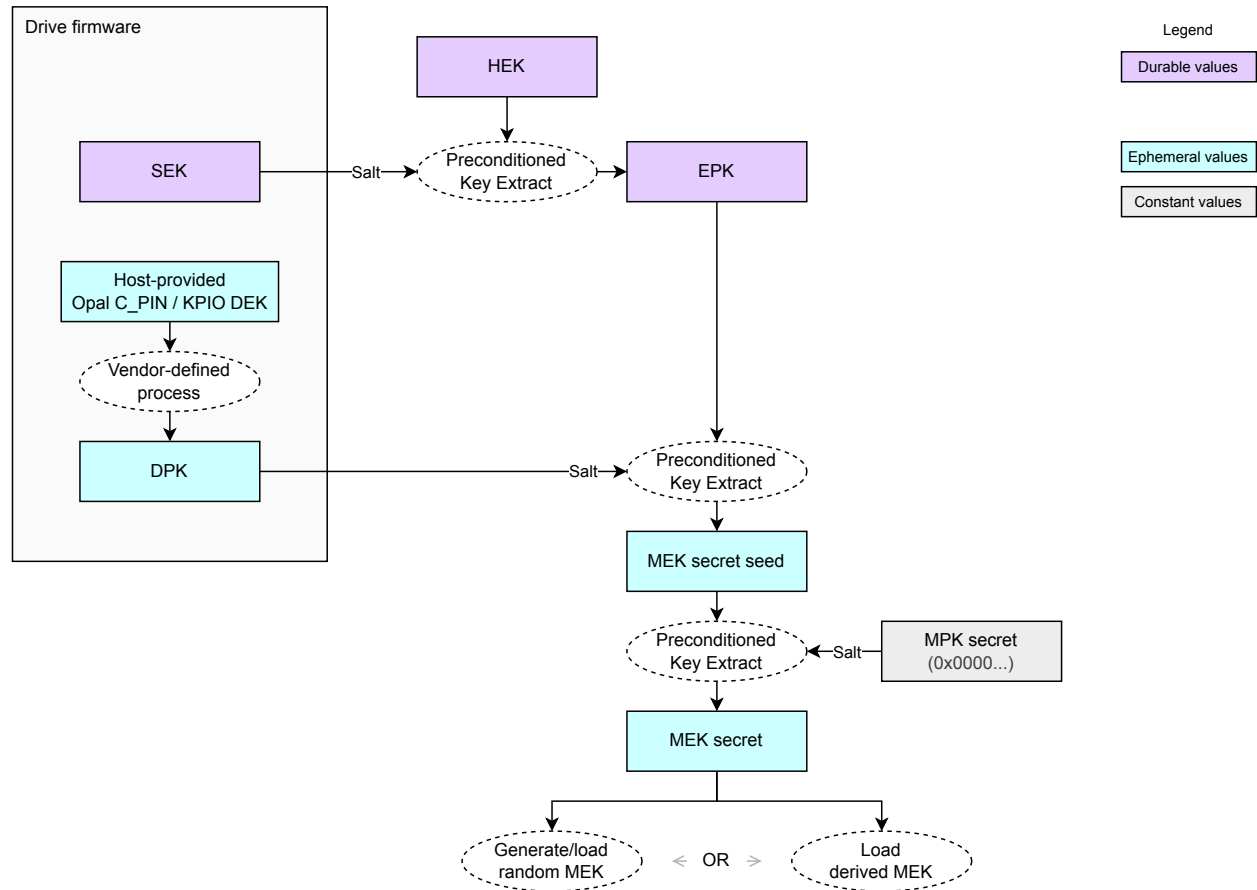 Drive firmware
Legend
HEK
Durable values
SEK
Salt
Preconditioned
Key Extract
EPK
Ephemeral values
Constant values
Host-provided
Opal C_PIN / KPIO DEK
Vendor-defined
process
DPK
Salt
Preconditioned
Key Extract
MEK secret seed
Preconditioned
Key Extract
Salt
MPK secret
(0x0000...)
MEK secret
Generate/load
random MEK
OR
Load
derived MEK